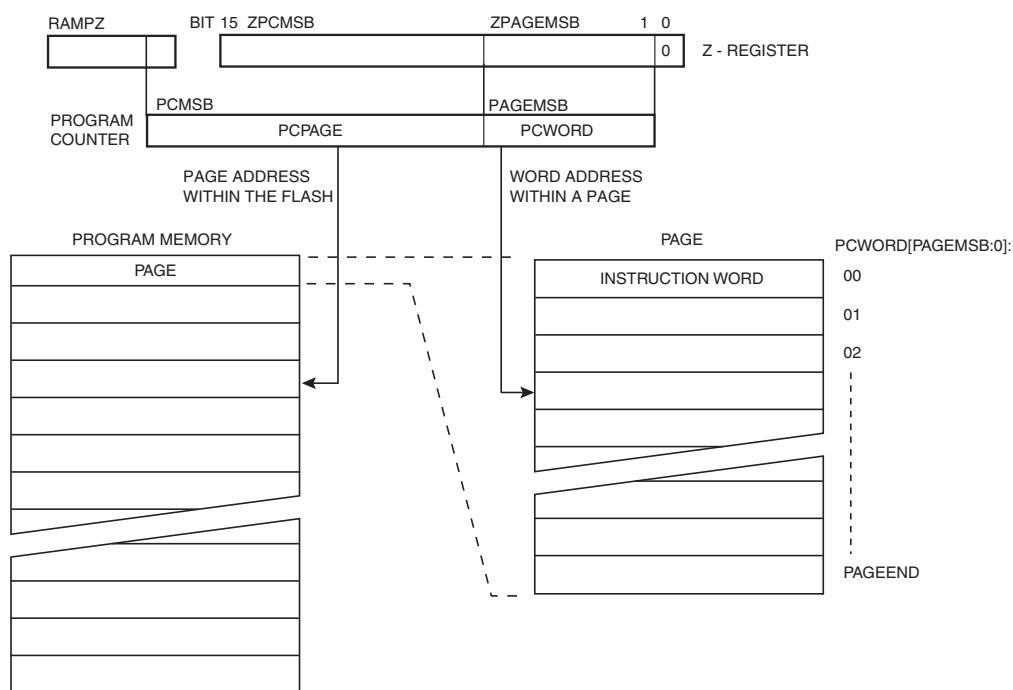 RAMPZ
BIT 15 ZPCMSB ZPAGEMSB 1 0
0 Z - REGISTER
PCMSB PAGEMSB
PROGRAM
COUNTER
PCPAGE PCWORD
PAGE ADDRESS
WITHIN THE FLASH
WORD ADDRESS
WITHIN A PAGE
PROGRAM MEMORY
PAGE
PAGE
INSTRUCTION WORD
PCWORD[PAGEMSB:0]:
00
01
02
PAGEEND